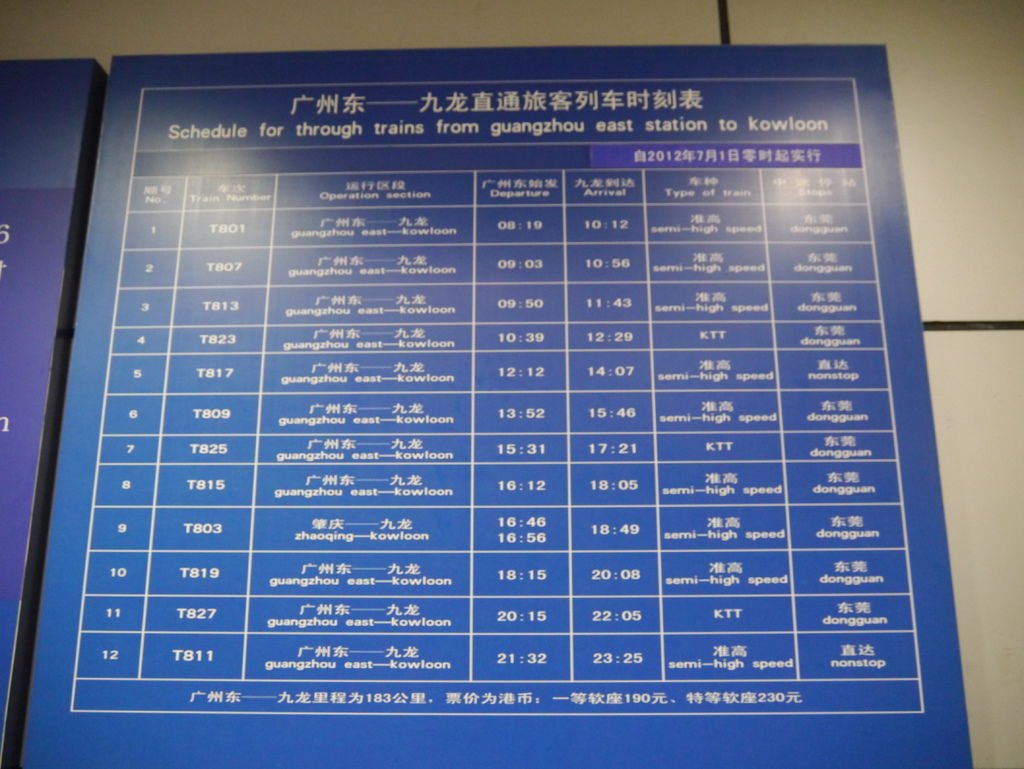 广州东——九龙直通旅客列车时刻表
Schedule for through trains from guangzhou east station to kowloon
自2012年7月1日零时起实行
顺号 车次 运行区段 广州东始发 九龙到达 车种 中途停站
No. Train Number Operation section Departure Arrival Type of train Stops
1 T801 广州东——九龙 08:19 10:12 准高 东莞
guangzhou east—kowloon semi-high speed dongguan
2 T807 广州东——九龙 09:03 10:56 准高 东莞
guangzhou east—kowloon semi-high speed dongguan
3 T813 广州东——九龙 09:50 11:43 准高 东莞
guangzhou east—kowloon semi-high speed dongguan
4 T823 广州东——九龙 10:39 12:29 KTT 东莞
guangzhou east—kowloon dongguan
5 T817 广州东——九龙 12:12 14:07 准高 直达
guangzhou east—kowloon semi-high speed nonstop
6 T809 广州东——九龙 13:52 15:46 准高 东莞
guangzhou east—kowloon semi-high speed dongguan
7 T825 广州东——九龙 15:31 17:21 KTT 东莞
guangzhou east—kowloon dongguan
8 T815 广州东——九龙 16:12 18:05 准高 东莞
guangzhou east—kowloon semi-high speed dongguan
9 T803 肇庆——九龙 16:46 18:49 准高 东莞
zhaoqing—kowloon 16:56 semi-high speed dongguan
10 T819 广州东——九龙 18:15 20:08 准高 东莞
guangzhou east—kowloon semi-high speed dongguan
11 T827 广州东——九龙 20:15 22:05 KTT 东莞
guangzhou east—kowloon dongguan
12 T811 广州东——九龙 21:32 23:25 准高 直达
guangzhou east—kowloon semi-high speed nonstop
广州东——九龙里程为183公里，票价为港币：一等软座190元、特等软座230元